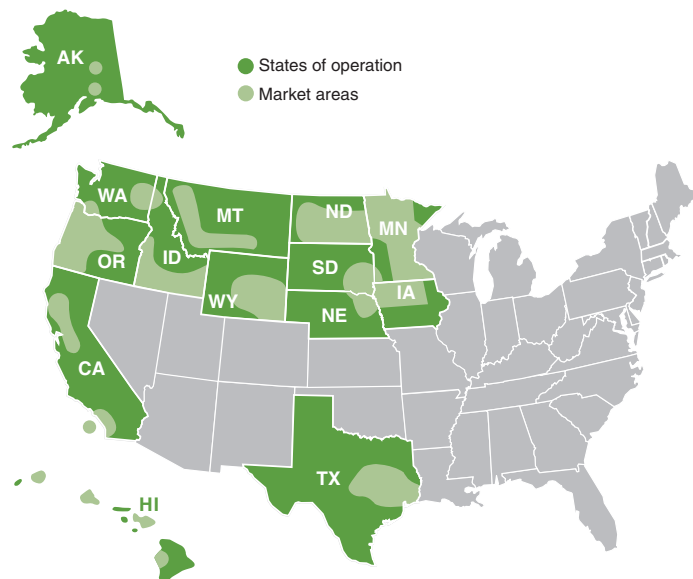 AK
States of operation
Market areas
WA
MT
ND
MN
OR
ID
SD
WY
IA
NE
CA
TX
HI